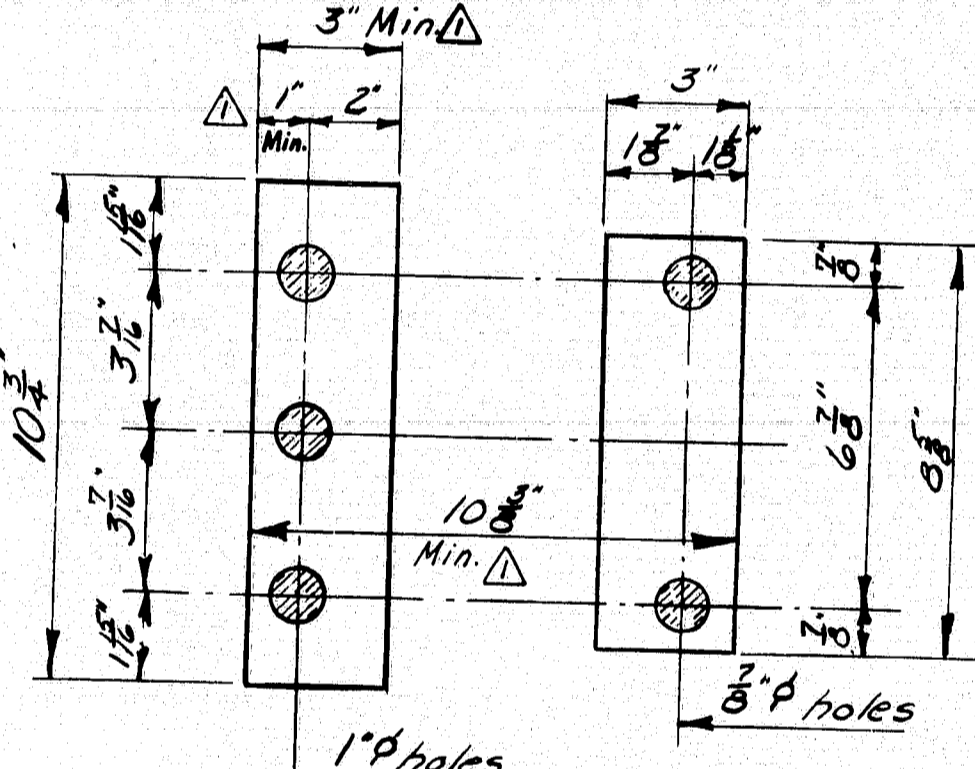 3" Min. 1
1 1" 2" 3"
Min. 1 7/8" 1 1/8"
1 15/16" 7/8"
3 7/16"
10 3/4" 6 7/8" 8 5/8"
3 7/16" 10 3/8"
Min. 1
1 15/16" 7/8"
7/8" ϕ holes
1" ϕ holes